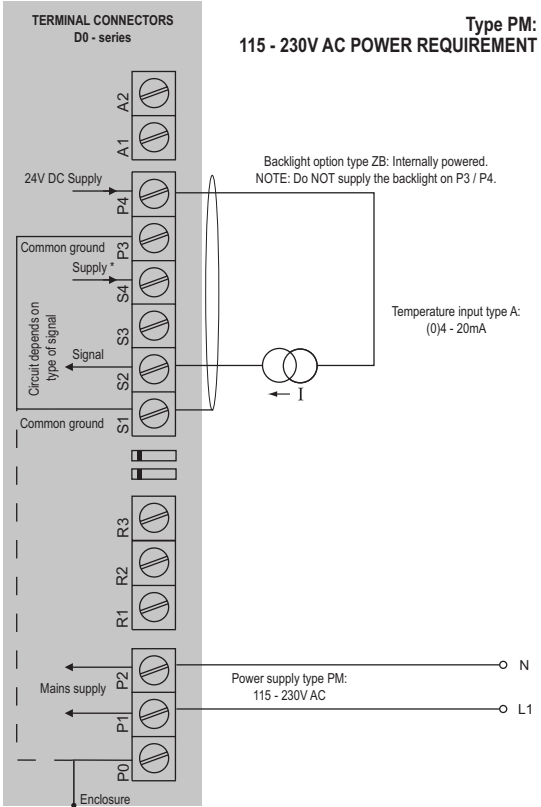 TERMINAL CONNECTORS
D0 - series
Type PM:
115 - 230V AC POWER REQUIREMENT
A2
A1
Backlight option type ZB: Internally powered.
NOTE: Do NOT supply the backlight on P3 / P4.
24V DC Supply
P4
Common ground
P3
Supply *
S4
Temperature input type A:
(0)4 - 20mA
Circuit depends on
type of signal
S3
Signal
S2
I
Common ground
S1
R3
R2
R1
P2
N
Mains supply
Power supply type PM:
115 - 230V AC
P1
L1
P0
Enclosure